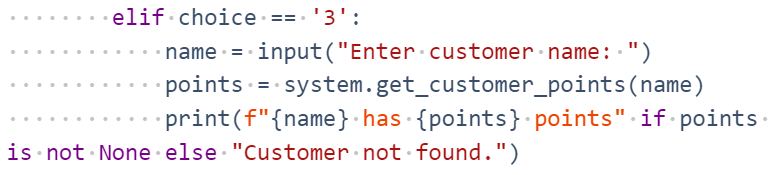 elif choice == '3':
            name = input("Enter customer name: ")
            points = system.get_customer_points(name)
            print(f"{name} has {points} points" if points
is not None else "Customer not found.")